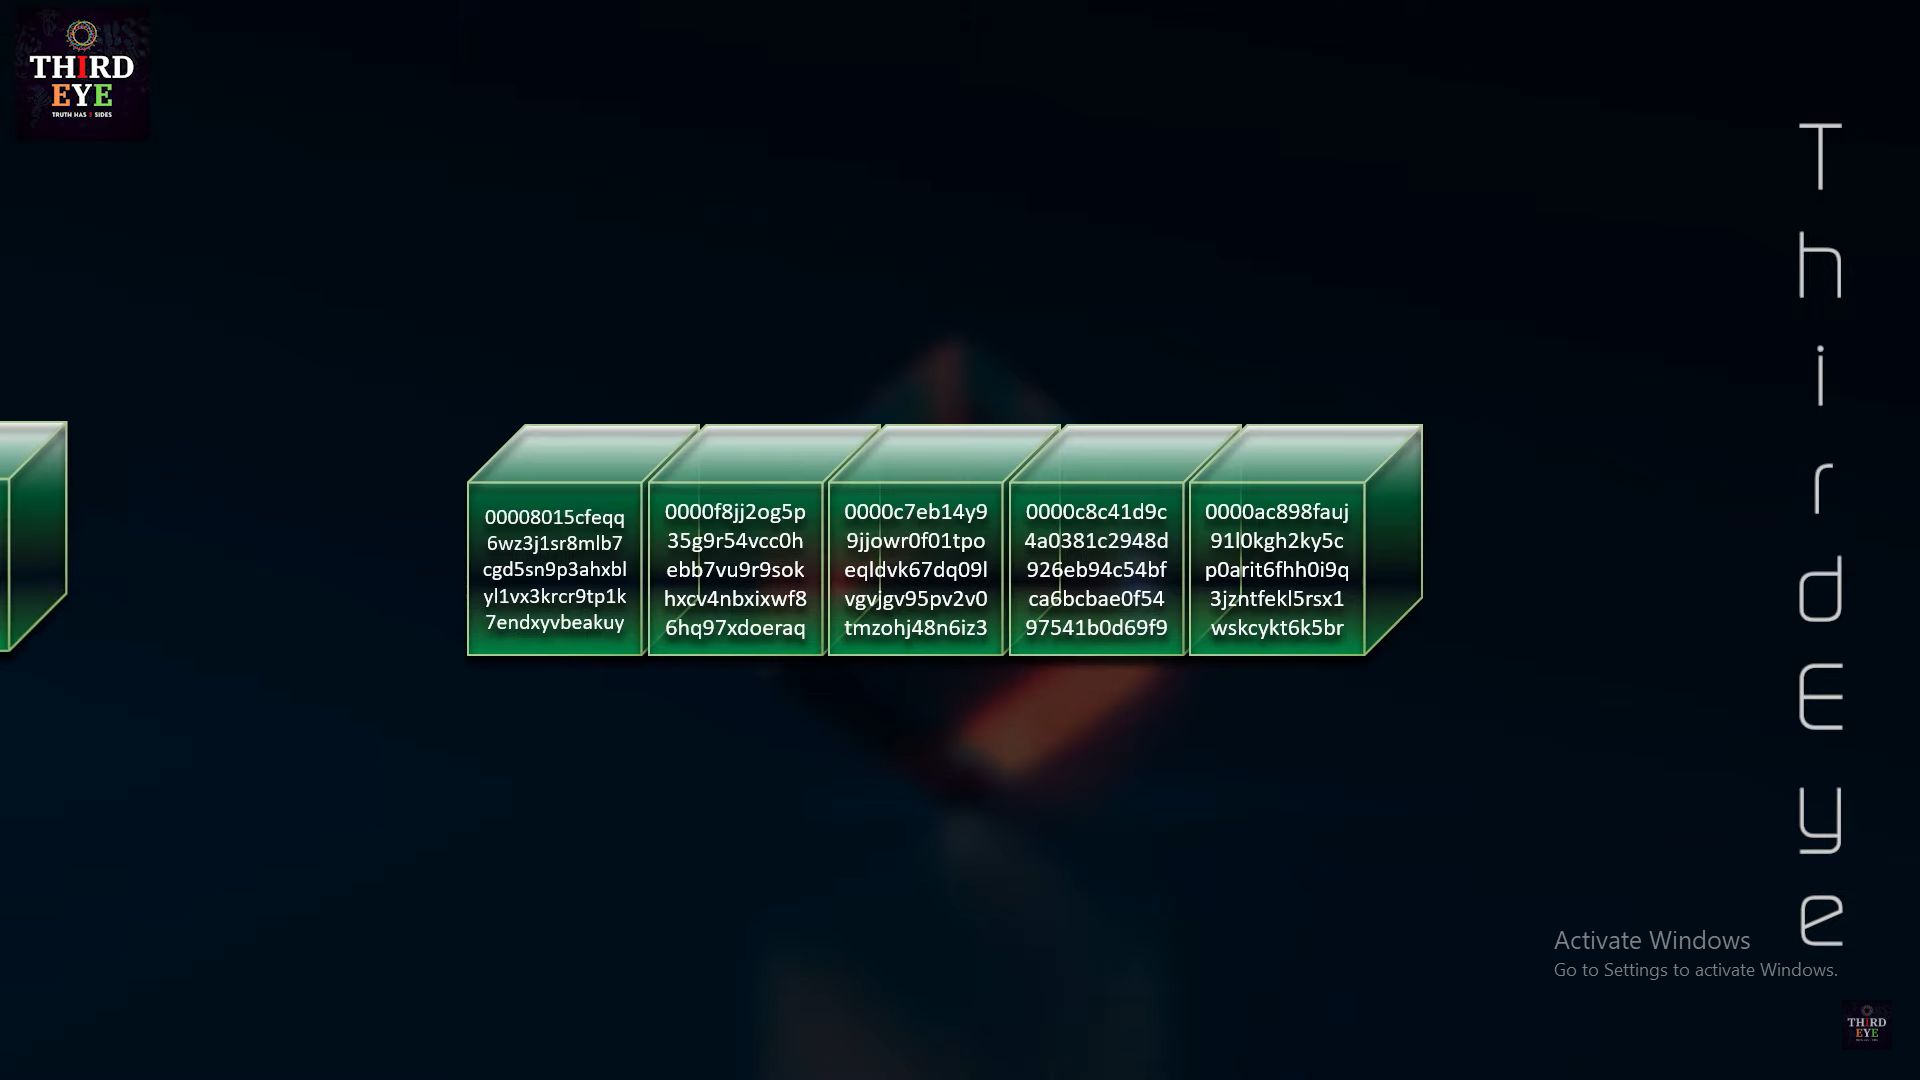 THIRD
EYE
TRUTH HAS 3 SIDES
00008015cfeqq
6wz3j1sr8mlb7
cgd5sn9p3ahxbl
yl1vx3krcr9tp1k
7endxyvbeakuy
0000f8jj2og5p
35g9r54vcc0h
ebb7vu9r9sok
hxcv4nbxixwf8
6hq97xdoeraq
0000c7eb14y9
9jjowr0f01tpo
eqldvk67dq09l
vgvjgv95pv2v0
tmzohj48n6iz3
0000c8c41d9c
4a0381c2948d
926eb94c54bf
ca6bcbae0f54
97541b0d69f9
0000ac898fauj
91l0kgh2ky5c
p0arit6fhh0i9q
3jzntfekl5rsx1
wskcykt6k5br
T
h
i
r
d
E
y
e
Activate Windows
Go to Settings to activate Windows.
THIRD
EYE